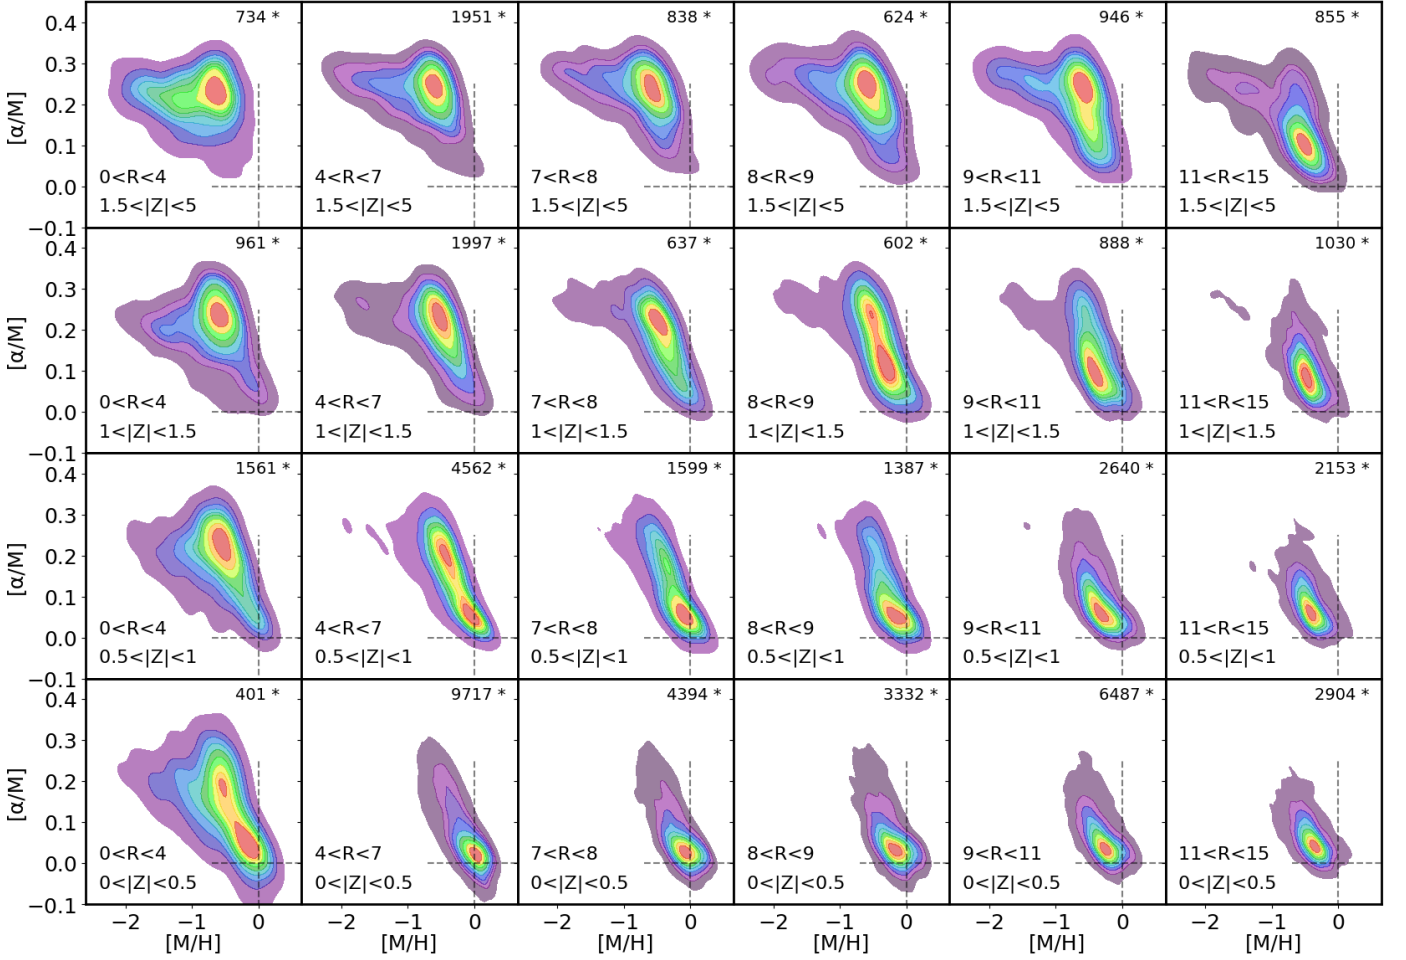 734 * 1951 * 838 * 624 * 946 * 855 *
0.4
0.3
0.2
[α/M]
0.1
0<R<4 4<R<7 7<R<8 8<R<9 9<R<11 11<R<15
0.0
1.5<|Z|<5 1.5<|Z|<5 1.5<|Z|<5 1.5<|Z|<5 1.5<|Z|<5 1.5<|Z|<5
−0.1
961 * 1997 * 637 * 602 * 888 * 1030 *
0.4
0.3
0.2
[α/M]
0.1
0<R<4 4<R<7 7<R<8 8<R<9 9<R<11 11<R<15
0.0
1<|Z|<1.5 1<|Z|<1.5 1<|Z|<1.5 1<|Z|<1.5 1<|Z|<1.5 1<|Z|<1.5
−0.1
1561 * 4562 * 1599 * 1387 * 2640 * 2153 *
0.4
0.3
0.2
[α/M]
0.1
0<R<4 4<R<7 7<R<8 8<R<9 9<R<11 11<R<15
0.0
0.5<|Z|<1 0.5<|Z|<1 0.5<|Z|<1 0.5<|Z|<1 0.5<|Z|<1 0.5<|Z|<1
−0.1
401 * 9717 * 4394 * 3332 * 6487 * 2904 *
0.4
0.3
0.2
[α/M]
0.1
0<R<4 4<R<7 7<R<8 8<R<9 9<R<11 11<R<15
0.0
0<|Z|<0.5 0<|Z|<0.5 0<|Z|<0.5 0<|Z|<0.5 0<|Z|<0.5 0<|Z|<0.5
−0.1
−2 −1 0 −2 −1 0 −2 −1 0 −2 −1 0 −2 −1 0 −2 −1 0
[M/H] [M/H] [M/H] [M/H] [M/H] [M/H]